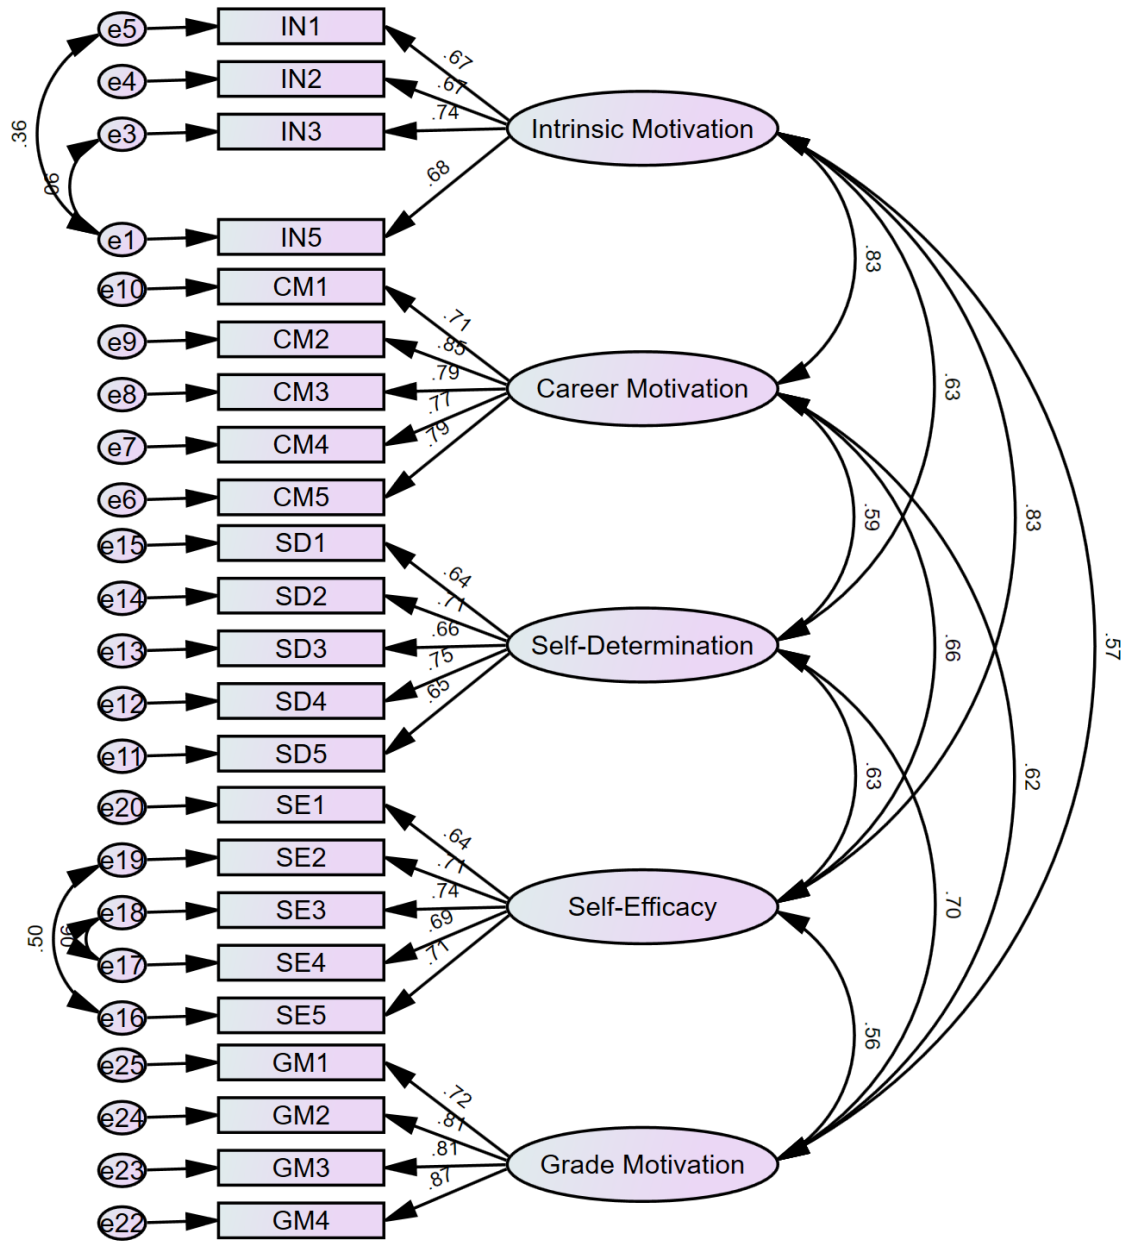 e5 IN1
.67
e4 IN2
.67
e3 IN3
.74
Intrinsic Motivation
.36
.06
.68
e1 IN5
.83
e10 CM1
.71
e9 CM2
.85
e8 CM3
.79
Career Motivation
.63
.77
e7 CM4
.79
e6 CM5
.59
.83
e15 SD1
.64
e14 SD2
.71
e13 SD3
.66
Self-Determination
.66
.57
.75
e12 SD4
.65
e11 SD5
.63
.62
e20 SE1
.64
e19 SE2
.71
e18 SE3
.74
Self-Efficacy
.70
.50
.06
.69
e17 SE4
.71
e16 SE5
.56
e25 GM1
.72
e24 GM2
.81
e23 GM3
.81
Grade Motivation
.87
e22 GM4